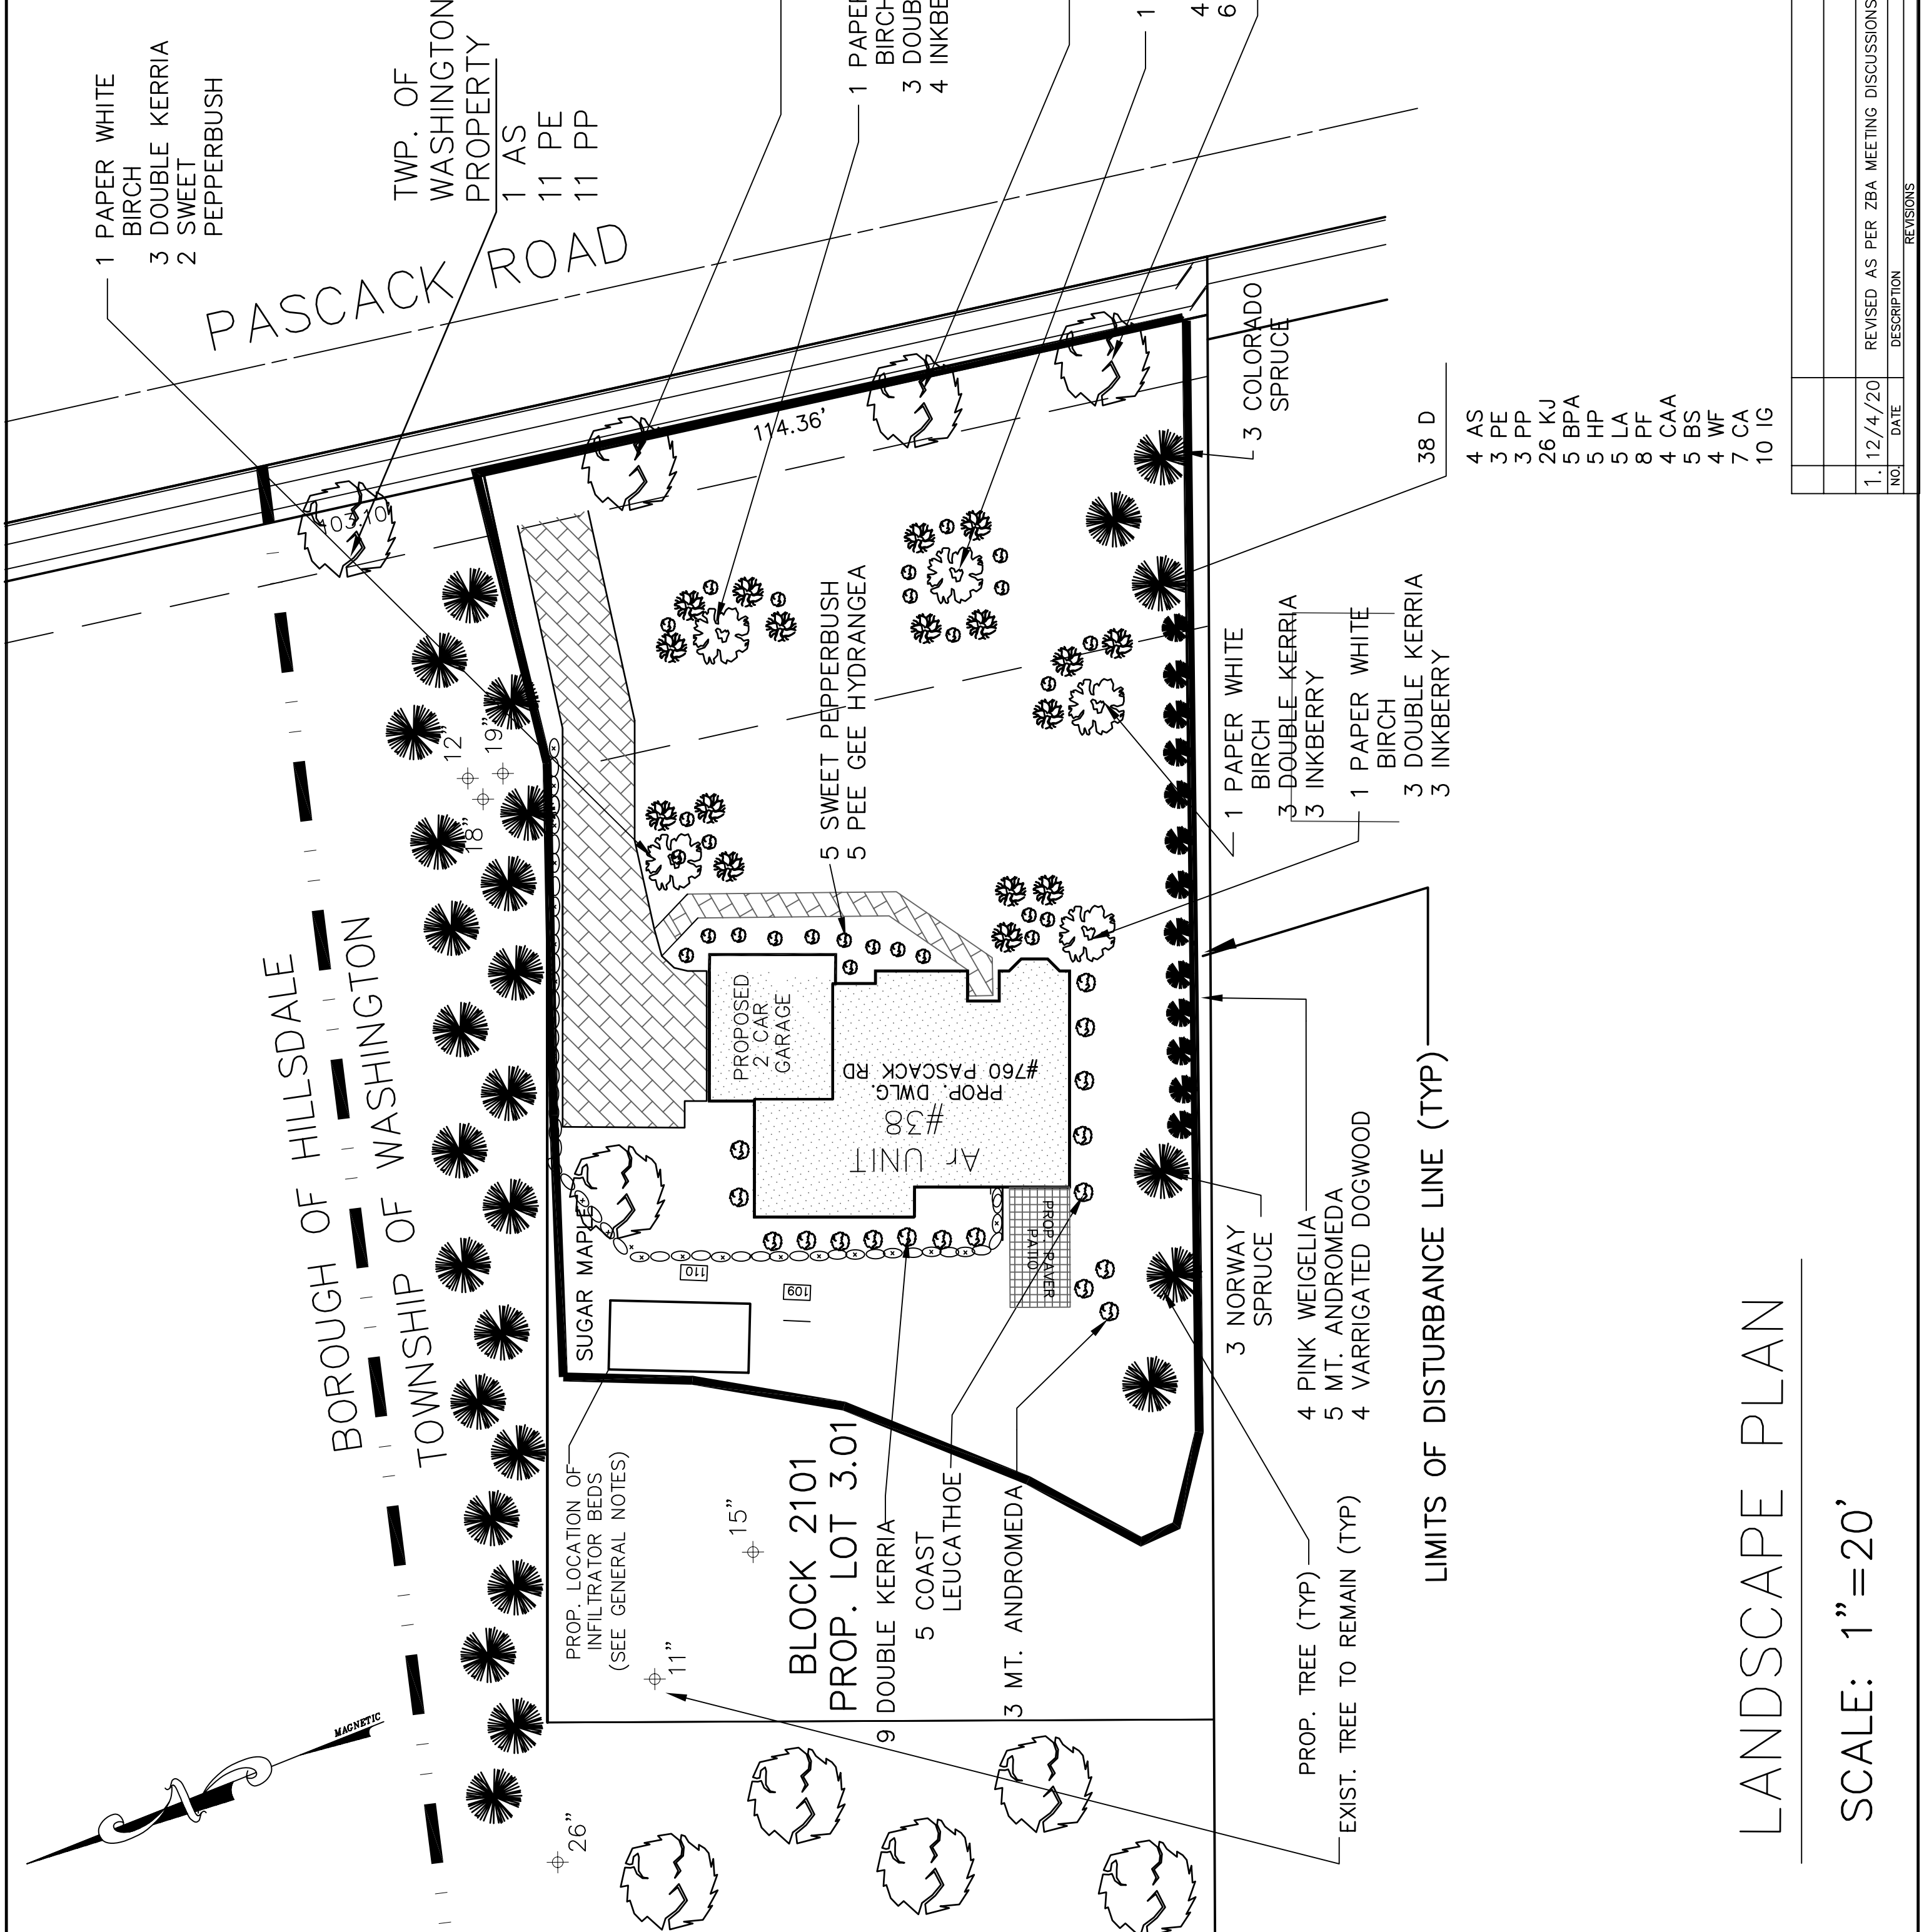 1 PAPER WHITE
BIRCH
3 DOUBLE KERRIA
2 SWEET
PEPPERBUSH
TWP. OF
WASHINGTON
PROPERTY
1 AS
11 PE
11 PP
PASCACK ROAD
1 PAPER
BIRCH
3 DOUB
4 INKBE
1
4
6
103.10
114.36'
3 COLORADO
SPRUCE
38 D
4 AS
3 PE
3 PP
26 KJ
5 BPA
5 HP
5 LA
8 PF
4 CAA
5 BS
4 WF
7 CA
10 IG
12"
19"
18"
5 SWEET PEPPERBUSH
5 PEE GEE HYDRANGEA
1 PAPER WHITE
BIRCH
3 DOUBLE KERRIA
3 INKBERRY
1 PAPER WHITE
BIRCH
3 DOUBLE KERRIA
3 INKBERRY
BOROUGH OF HILLSDALE
TOWNSHIP OF WASHINGTON
PROPOSED
2 CAR
GARAGE
#760 PASCACK RD
PROP. DWLG.
#38
Ar UNIT
PROP. PAVER
PATIO
SUGAR MAPLE
110
109
3 NORWAY
SPRUCE
4 PINK WEIGELIA
5 MT. ANDROMEDA
4 VARRIGATED DOGWOOD
LIMITS OF DISTURBANCE LINE (TYP)
PROP. LOCATION OF
INFILTRATOR BEDS
(SEE GENERAL NOTES)
15"
11"
26"
BLOCK 2101
PROP. LOT 3.01
9 DOUBLE KERRIA
5 COAST
LEUCATHOE
3 MT. ANDROMEDA
PROP. TREE (TYP)
EXIST. TREE TO REMAIN (TYP)
N
MAGNETIC
LANDSCAPE PLAN
SCALE: 1"=20'
1. 12/4/20 REVISED AS PER ZBA MEETING DISCUSSIONS
NO. DATE DESCRIPTION
REVISIONS